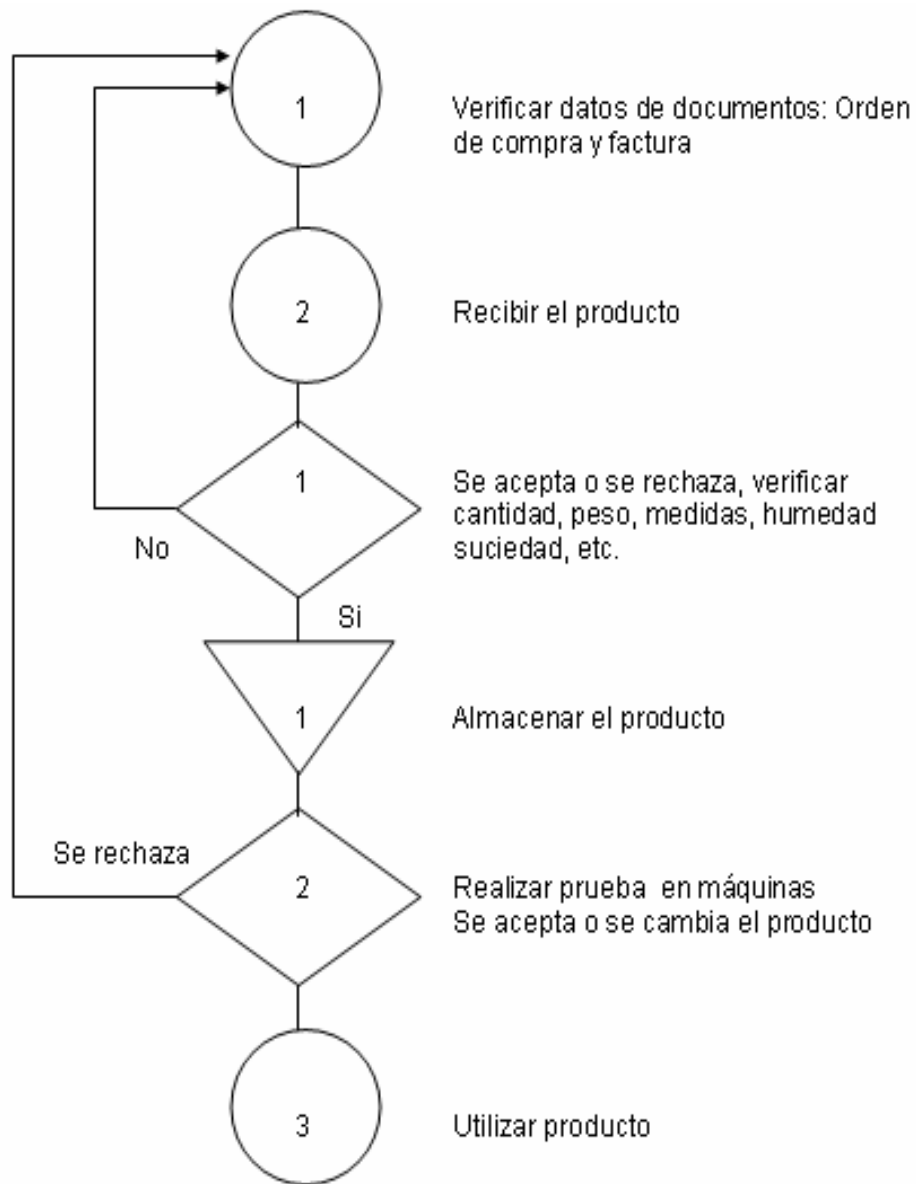 1
Verificar datos de documentos: Orden
de compra y factura
2
Recibir el producto
1
Se acepta o se rechaza, verificar
cantidad, peso, medidas, humedad
suciedad, etc.
No
Si
1
Almacenar el producto
Se rechaza
2
Realizar prueba en máquinas
Se acepta o se cambia el producto
3
Utilizar producto